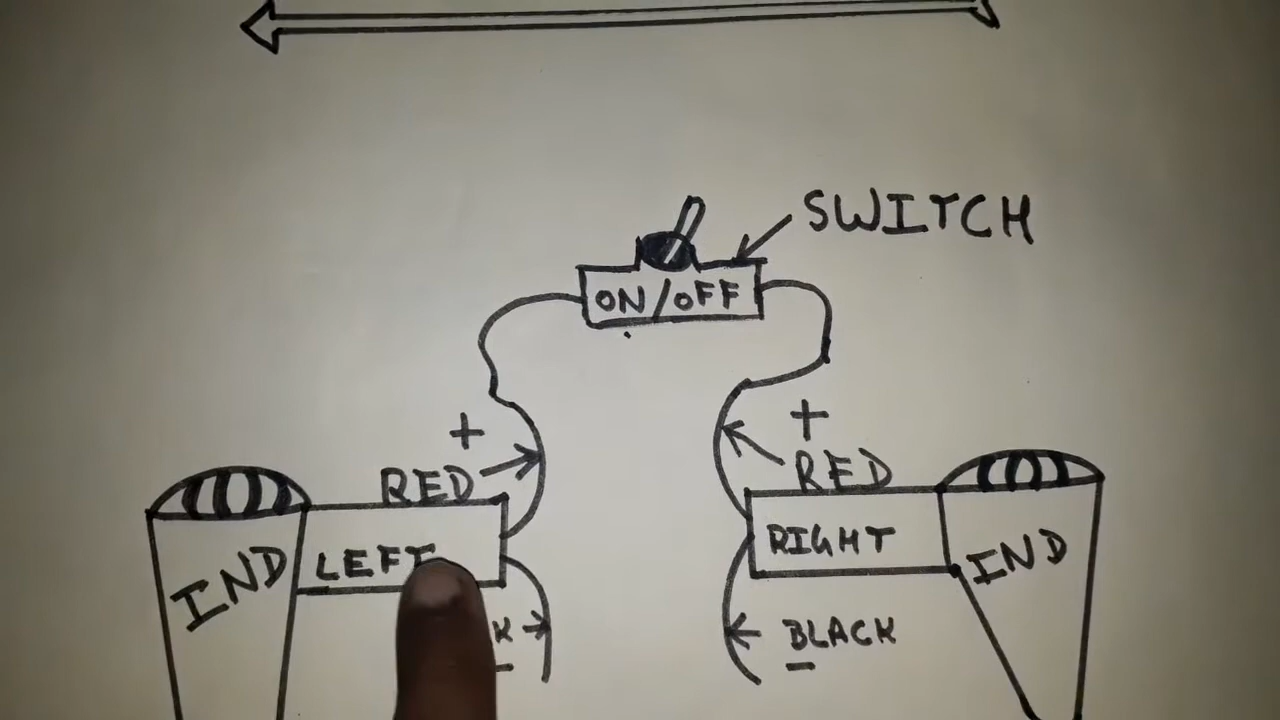 SWITCH
ON/OFF
+
+
RED
RED
IND
LEFT
RIGHT
IND
BLACK
-
-